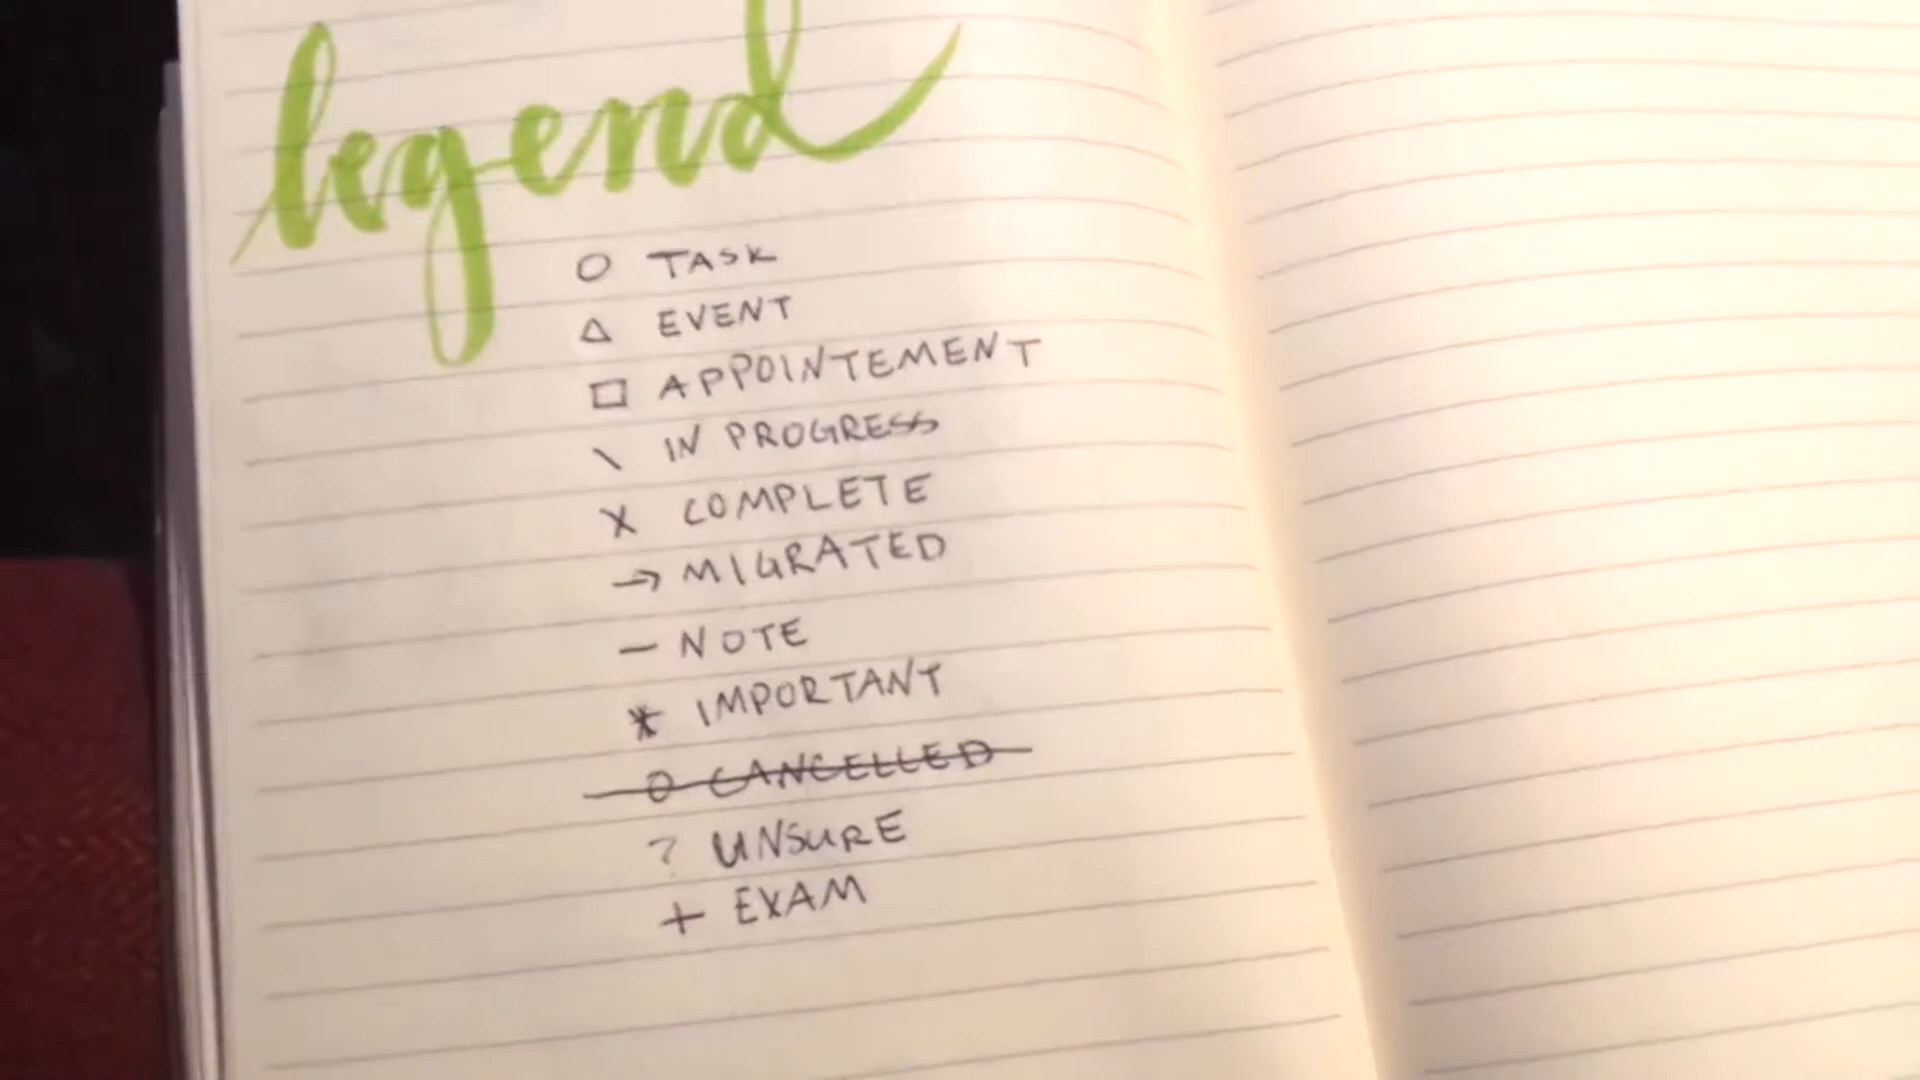 legend
○ TASK
△ EVENT
□ APPOINTEMENT
\ IN PROGRESS
X COMPLETE
→ MIGRATED
— NOTE
* IMPORTANT
○ CANCELLED
? UNSURE
+ EXAM